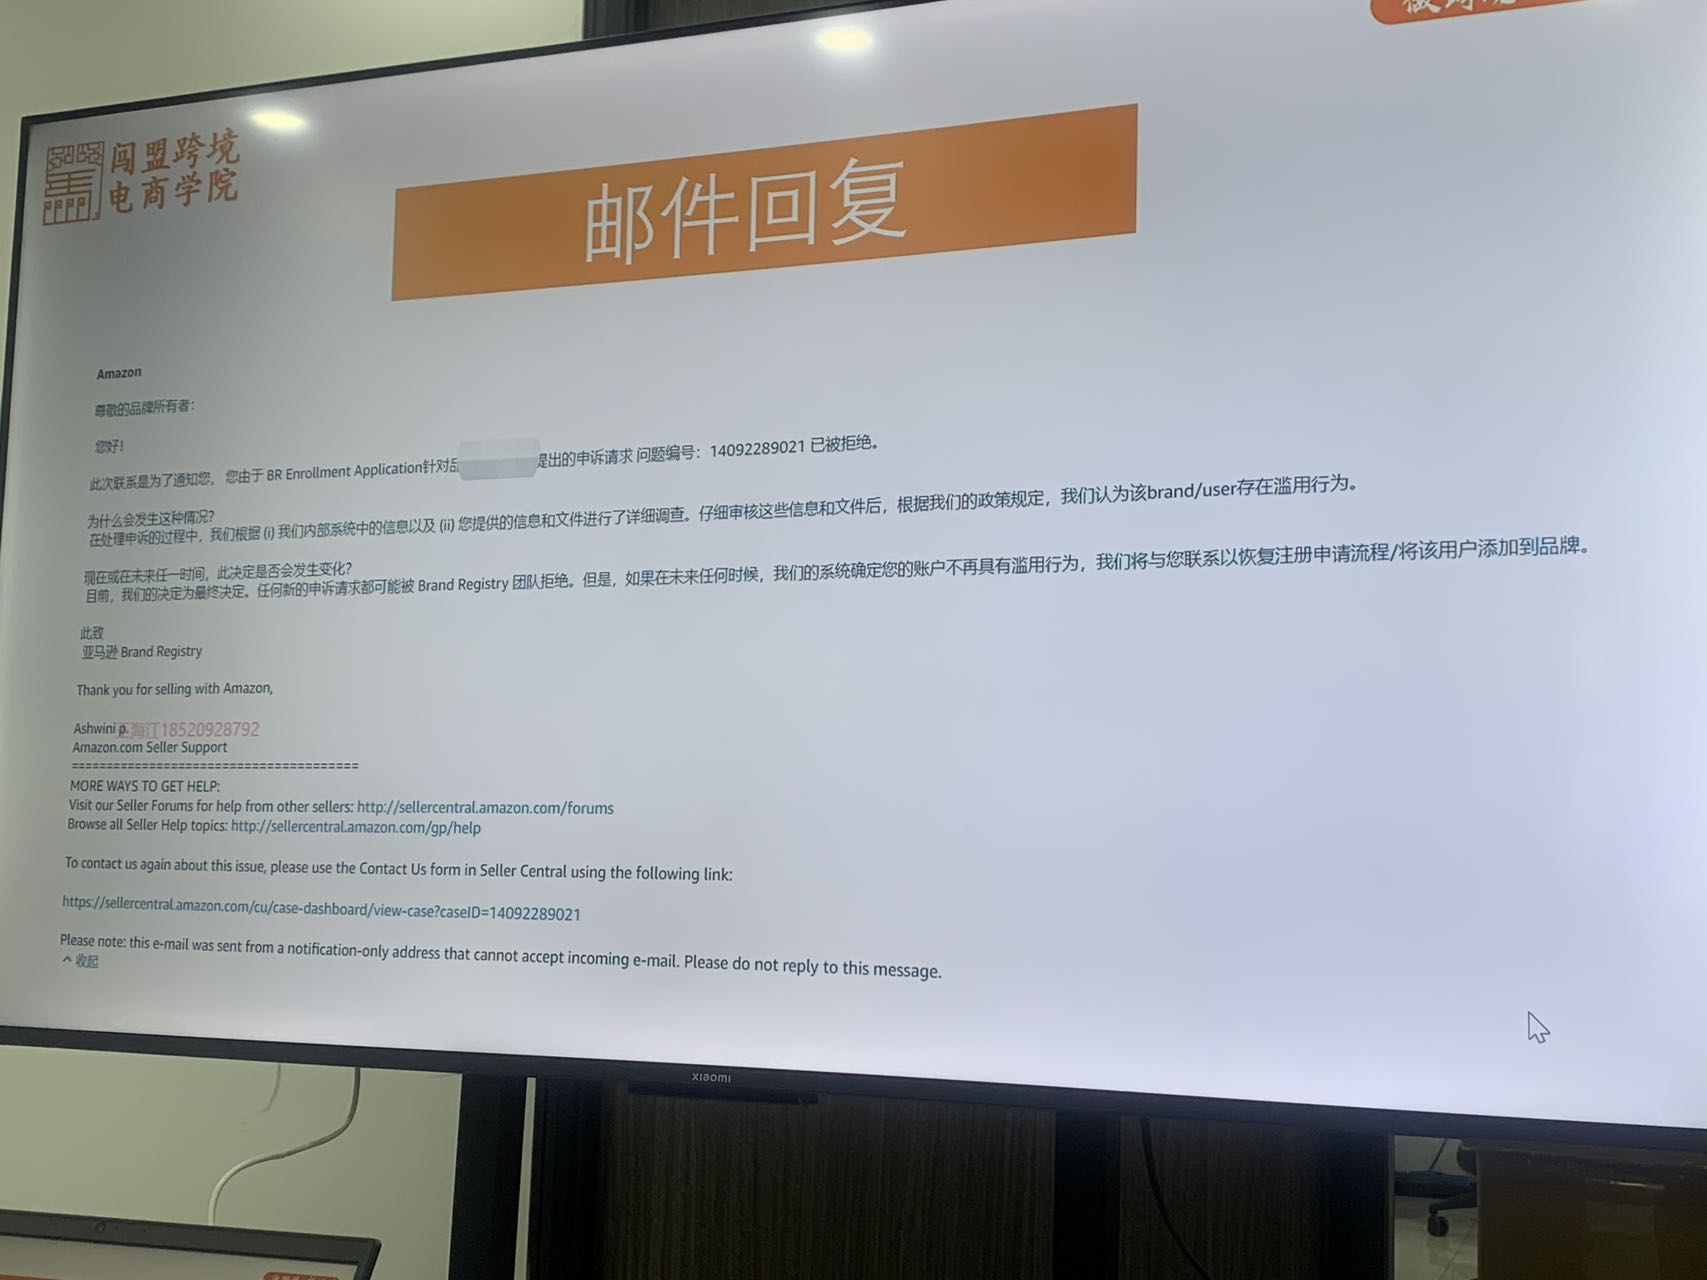 闯盟跨境
电商学院
邮件回复
Amazon
尊敬的品牌所有者:
您好!
此次联系是为了通知您, 您由于 BR Enrollment Application针对品 提出的申诉请求 问题编号: 14092289021 已被拒绝。
为什么会发生这种情况?
在处理申诉的过程中, 我们根据 (i) 我们内部系统中的信息以及 (ii) 您提供的信息和文件进行了详细调查。仔细审核这些信息和文件后, 根据我们的政策规定, 我们认为该brand/user存在滥用行为。
现在或在未来任一时间, 此决定是否会发生变化?
目前, 我们的决定为最终决定。任何新的申诉请求都可能被 Brand Registry 团队拒绝。但是, 如果在未来任何时候, 我们的系统确定您的账户不再具有滥用行为, 我们将与您联系以恢复注册申请流程/将该用户添加到品牌。
此致
亚马逊 Brand Registry
Thank you for selling with Amazon,
Ashwini p. 海江18520928792
Amazon.com Seller Support
=========================================
MORE WAYS TO GET HELP:
Visit our Seller Forums for help from other sellers: http://sellercentral.amazon.com/forums
Browse all Seller Help topics: http://sellercentral.amazon.com/gp/help
To contact us again about this issue, please use the Contact Us form in Seller Central using the following link:
https://sellercentral.amazon.com/cu/case-dashboard/view-case?caseID=14092289021
Please note: this e-mail was sent from a notification-only address that cannot accept incoming e-mail. Please do not reply to this message.
^ 收起
xiaomi